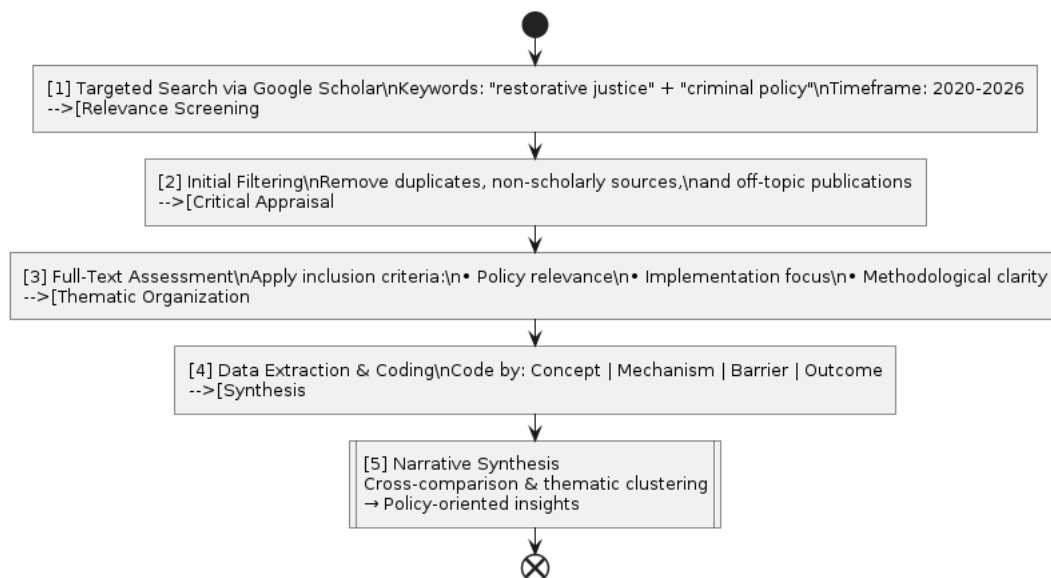 [1] Targeted Search via Google Scholar\nKeywords: "restorative justice" + "criminal policy"\nTimeframe: 2020-2026
-->[Relevance Screening
[2] Initial Filtering\nRemove duplicates, non-scholarly sources,\nand off-topic publications
-->[Critical Appraisal
[3] Full-Text Assessment\nApply inclusion criteria:\n• Policy relevance\n• Implementation focus\n• Methodological clarity
-->[Thematic Organization
[4] Data Extraction & Coding\nCode by: Concept | Mechanism | Barrier | Outcome
-->[Synthesis
[5] Narrative Synthesis
Cross-comparison & thematic clustering
→ Policy-oriented insights